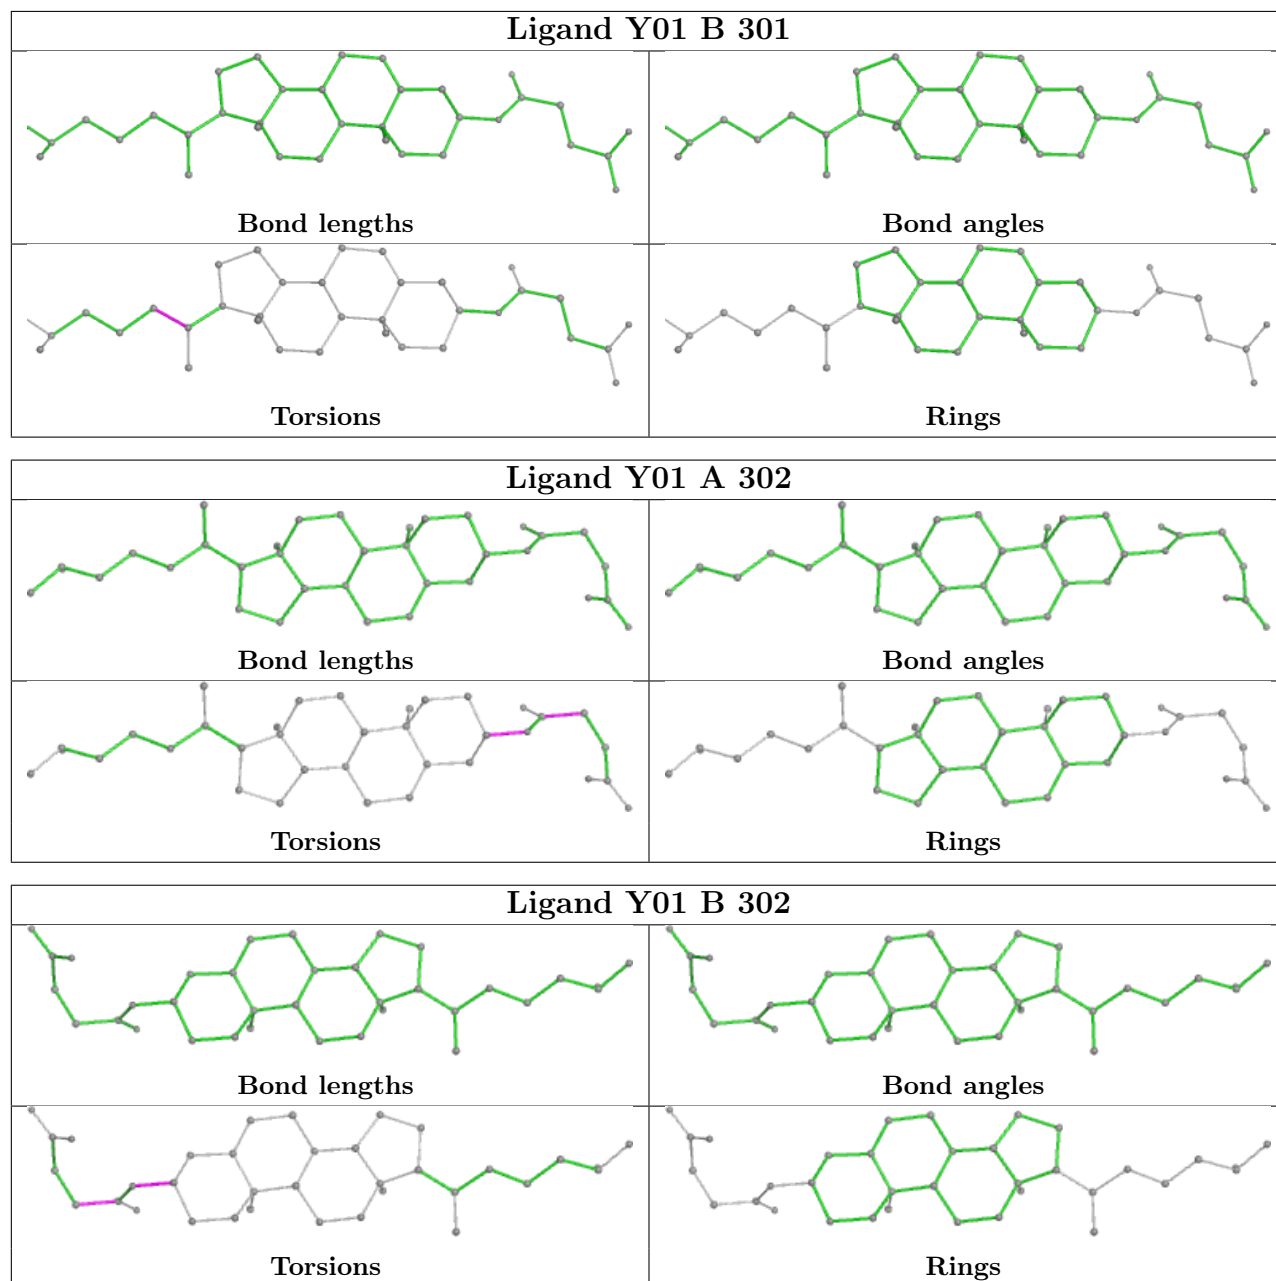 Ligand Y01 B 301
Bond lengths
Bond angles
Torsions
Rings
Ligand Y01 A 302
Bond lengths
Bond angles
Torsions
Rings
Ligand Y01 B 302
Bond lengths
Bond angles
Torsions
Rings